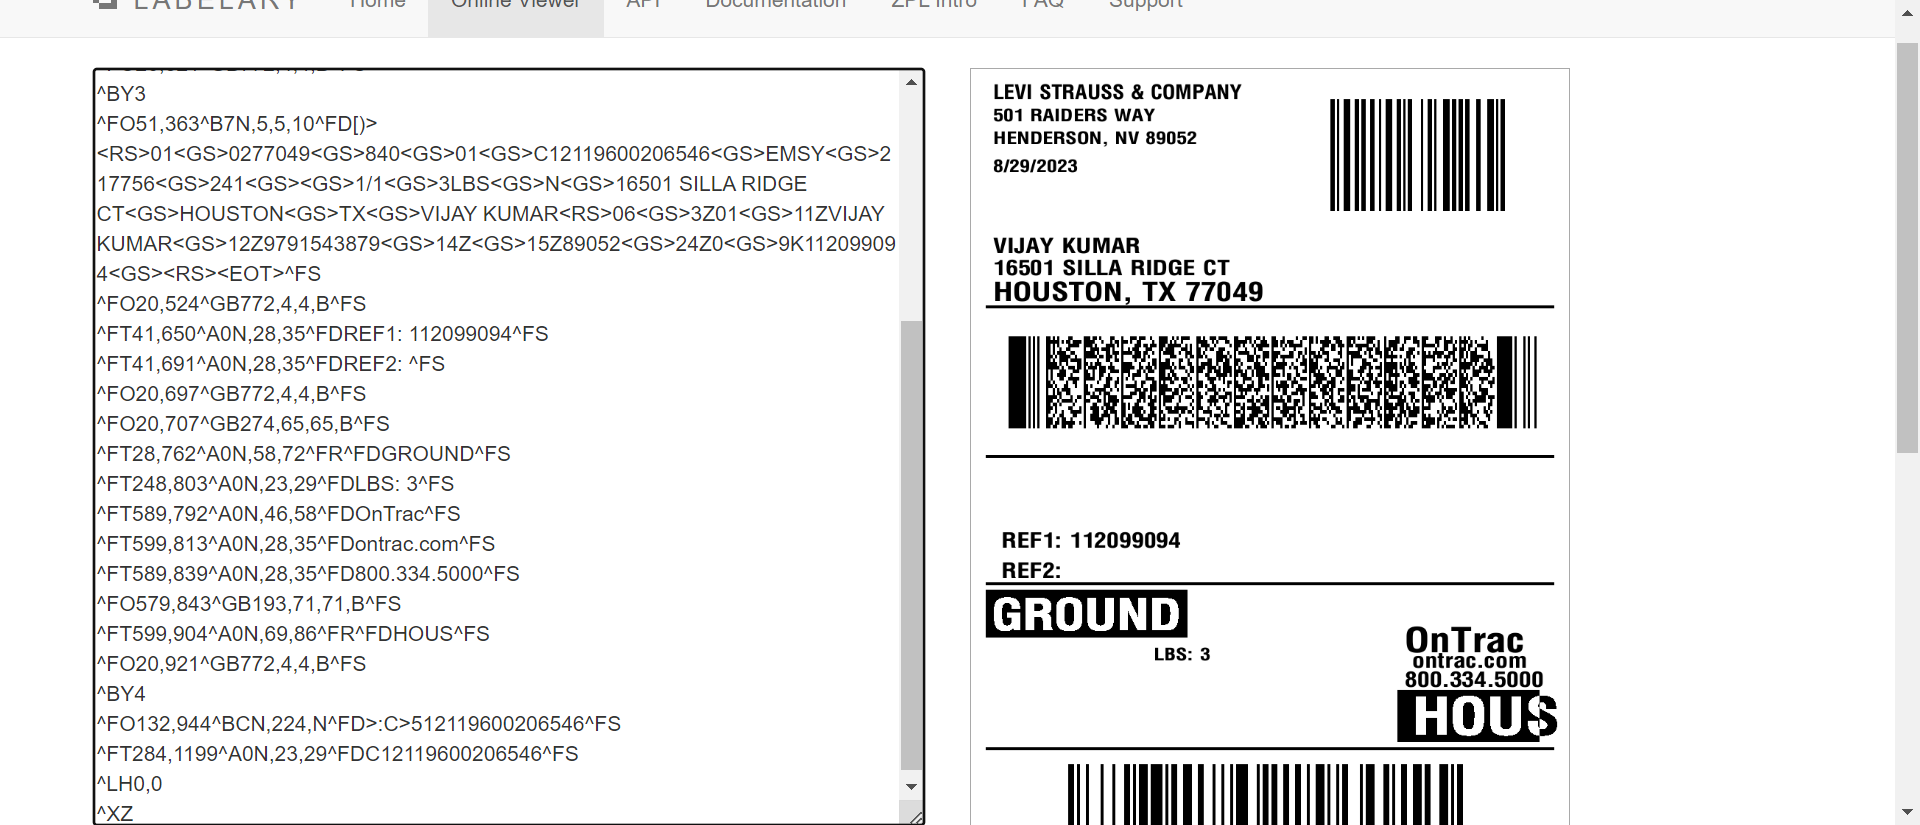 LABELARY Home Online Viewer API Documentation ZPL Intro FAQ Support
^BY3
^FO51,363^B7N,5,5,10^FD[)>
<RS>01<GS>0277049<GS>840<GS>01<GS>C12119600206546<GS>EMSY<GS>2
17756<GS>241<GS><GS>1/1<GS>3LBS<GS>N<GS>16501 SILLA RIDGE
CT<GS>HOUSTON<GS>TX<GS>VIJAY KUMAR<RS>06<GS>3Z01<GS>11ZVIJAY
KUMAR<GS>12Z9791543879<GS>14Z<GS>15Z89052<GS>24Z0<GS>9K11209909
4<GS><RS><EOT>^FS
^FO20,524^GB772,4,4,B^FS
^FT41,650^A0N,28,35^FDREF1: 112099094^FS
^FT41,691^A0N,28,35^FDREF2: ^FS
^FO20,697^GB772,4,4,B^FS
^FO20,707^GB274,65,65,B^FS
^FT28,762^A0N,58,72^FR^FDGROUND^FS
^FT248,803^A0N,23,29^FDLBS: 3^FS
^FT589,792^A0N,46,58^FDOnTrac^FS
^FT599,813^A0N,28,35^FDontrac.com^FS
^FT589,839^A0N,28,35^FD800.334.5000^FS
^FO579,843^GB193,71,71,B^FS
^FT599,904^A0N,69,86^FR^FDHOUS^FS
^FO20,921^GB772,4,4,B^FS
^BY4
^FO132,944^BCN,224,N^FD>:C>512119600206546^FS
^FT284,1199^A0N,23,29^FDC12119600206546^FS
^LH0,0
^XZ
LEVI STRAUSS & COMPANY
501 RAIDERS WAY
HENDERSON, NV 89052
8/29/2023
VIJAY KUMAR
16501 SILLA RIDGE CT
HOUSTON, TX 77049
REF1: 112099094
REF2:
GROUND
LBS: 3
OnTrac
ontrac.com
800.334.5000
HOUS